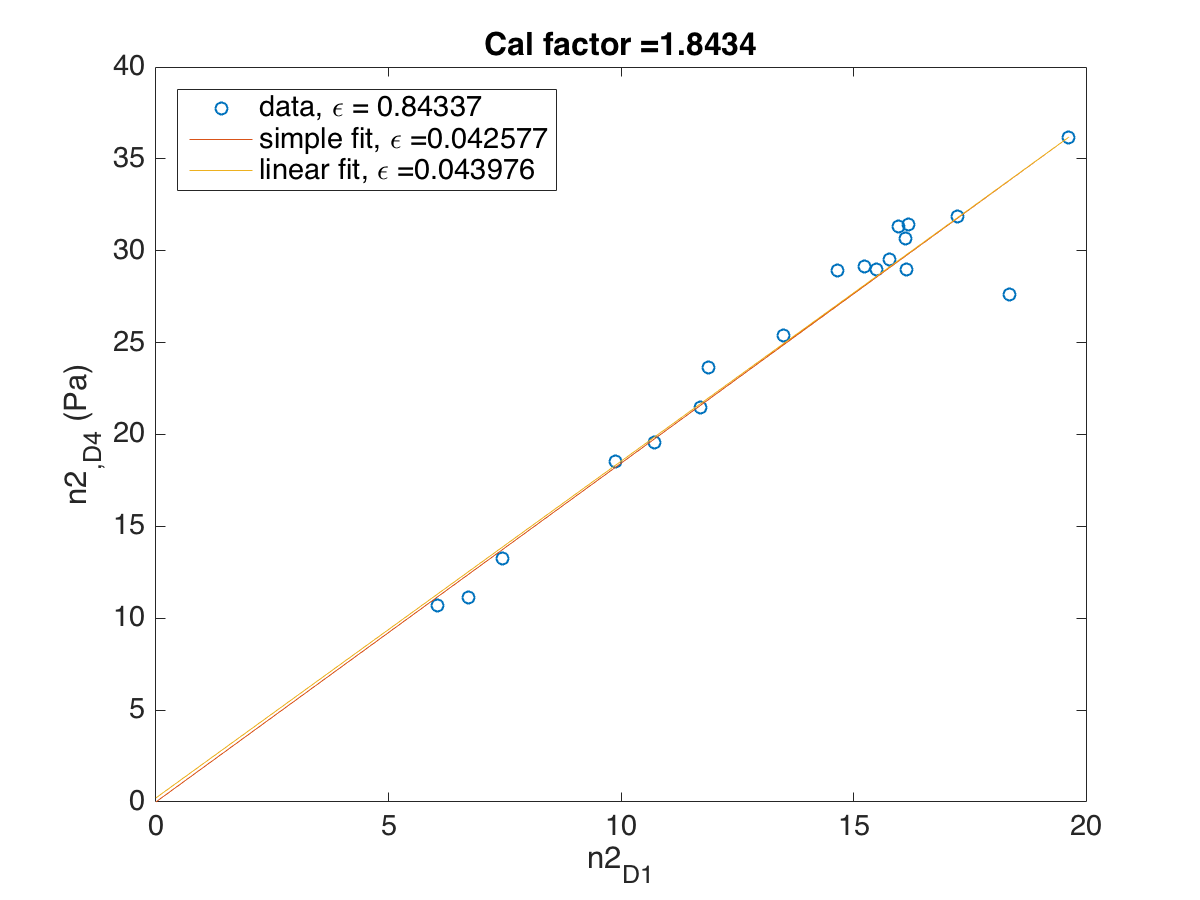 Cal factor =1.8434
data, ϵ = 0.84337
simple fit, ϵ =0.042577
linear fit, ϵ =0.043976
40
35
30
25
20
15
10
5
0
n2,D4 (Pa)
0 5 10 15 20
n2D1